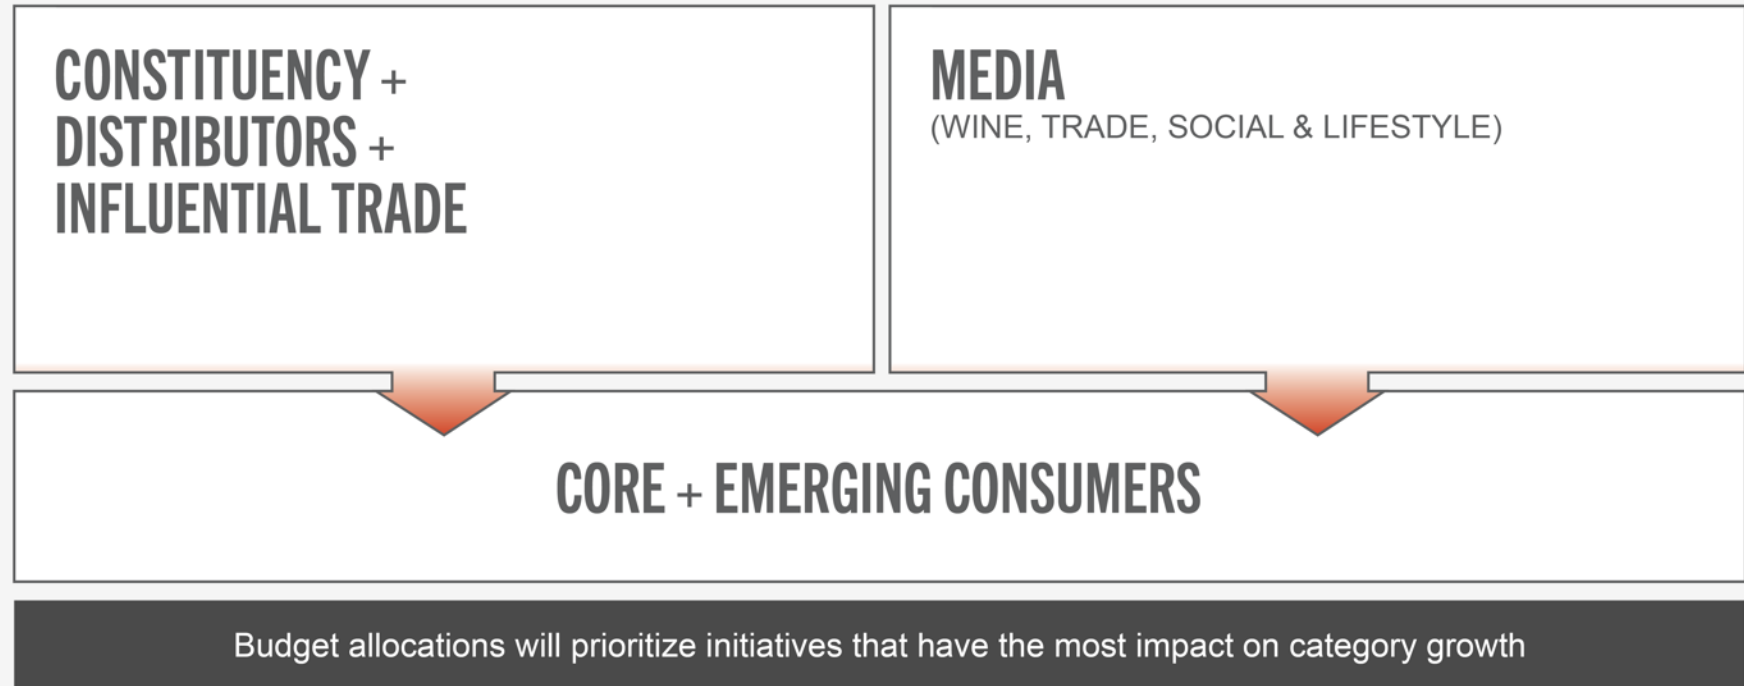 CONSTITUENCY +
DISTRIBUTORS +
INFLUENTIAL TRADE
MEDIA
(WINE, TRADE, SOCIAL & LIFESTYLE)
CORE + EMERGING CONSUMERS
Budget allocations will prioritize initiatives that have the most impact on category growth